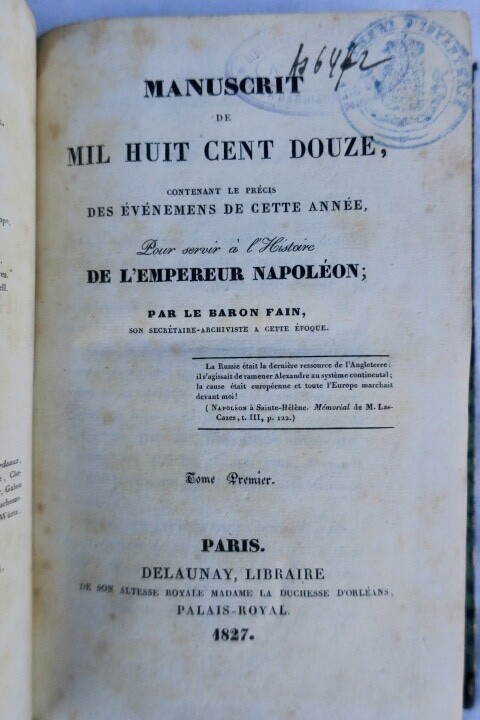 MANUSCRIT
DE
MIL HUIT CENT DOUZE,
CONTENANT LE PRÉCIS
DES ÉVÉNEMENS DE CETTE ANNÉE,
Pour servir à l'Histoire
DE L'EMPEREUR NAPOLÉON;
PAR LE BARON FAIN,
SON SECRÉTAIRE-ARCHIVISTE A CETTE ÉPOQUE.
La Russie était la dernière ressource de l'Angleterre:
il s'agissait de ramener Alexandre au système continental;
la cause était européenne et toute l'Europe marchait
devant moi!
(NAPOLÉON à Sainte-Hélène. Mémorial de M. Las-
Cazes, t. III, p. 122.)
Tome Premier.
PARIS.
DELAUNAY, LIBRAIRE
DE SON ALTESSE ROYALE MADAME LA DUCHESSE D'ORLÉANS,
PALAIS-ROYAL.
1827.